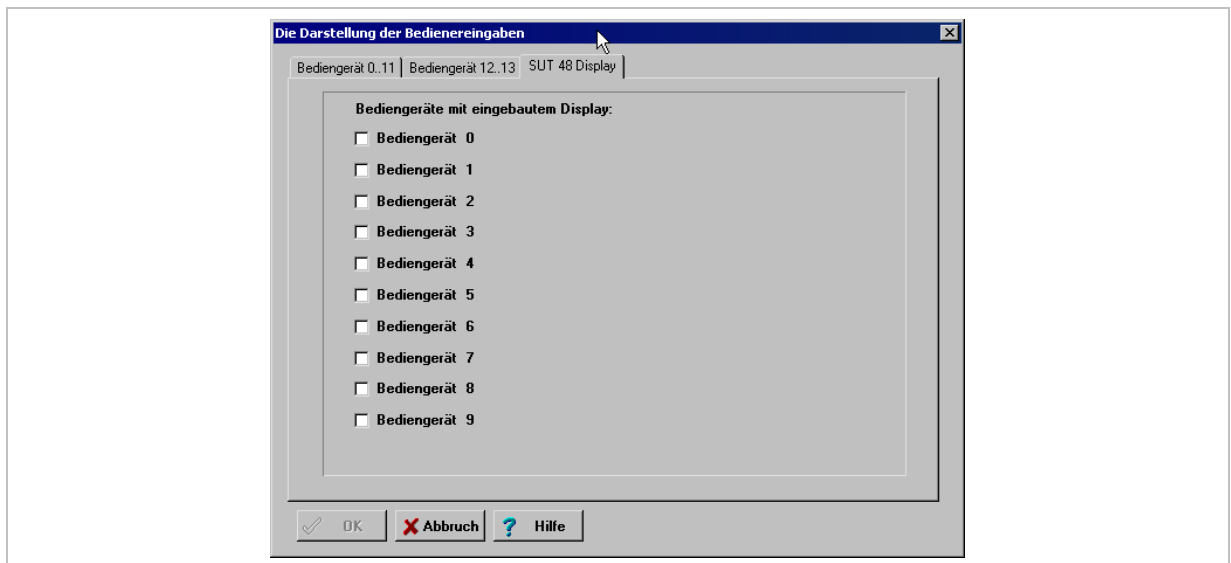 Die Darstellung der Bedienereingaben
Bediengerät 0..11 Bediengerät 12..13 SUT 48 Display
Bediengeräte mit eingebautem Display:
Bediengerät 0
Bediengerät 1
Bediengerät 2
Bediengerät 3
Bediengerät 4
Bediengerät 5
Bediengerät 6
Bediengerät 7
Bediengerät 8
Bediengerät 9
OK Abbruch Hilfe